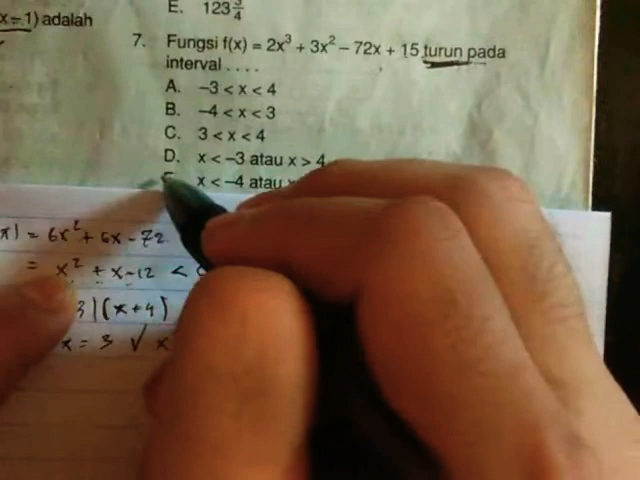 x=1) adalah
E. 123 3/4
7. Fungsi f(x) = 2x³ + 3x² – 72x + 15 turun pada
interval . . . .
A. –3 < x < 4
B. –4 < x < 3
C. 3 < x < 4
D. x < –3 atau x > 4
x < –4 atau
x) = 6x² + 6x - 72
= x² + x - 12 <
3)(x+4)
x = 3 √ x